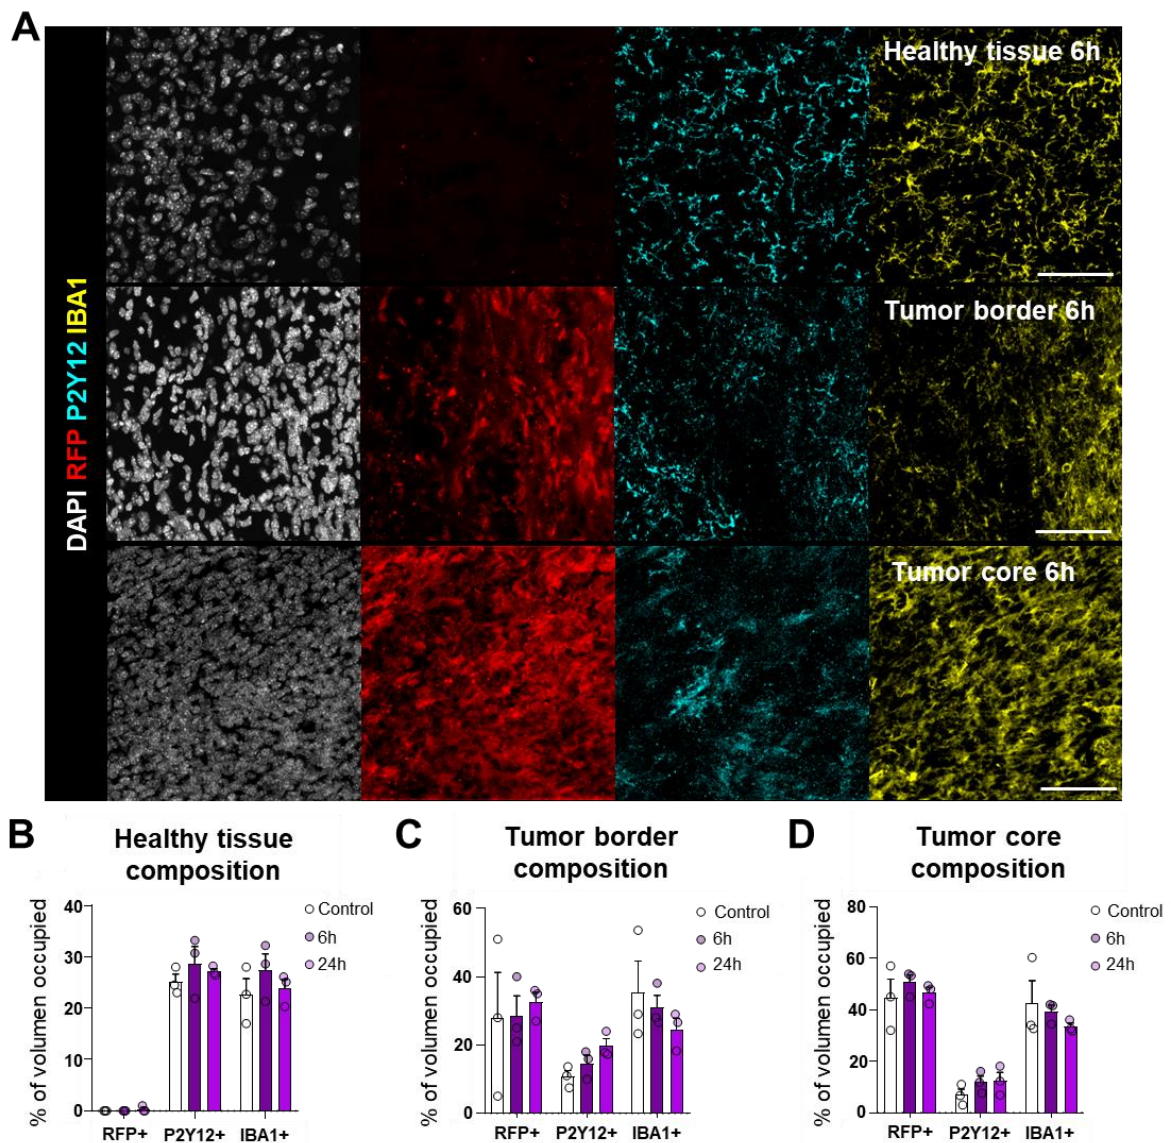 A
DAPI RFP P2Y12 IBA1
Healthy tissue 6h
Tumor border 6h
Tumor core 6h
B
Healthy tissue
composition
% of volumen occupied
40
30
20
10
0
RFP+ P2Y12+ IBA1+
Control
6h
24h
C
Tumor border
composition
% of volumen occupied
60
40
20
0
RFP+ P2Y12+ IBA1+
Control
6h
24h
D
Tumor core
composition
% of volumen occupied
80
60
40
20
0
RFP+ P2Y12+ IBA1+
Control
6h
24h